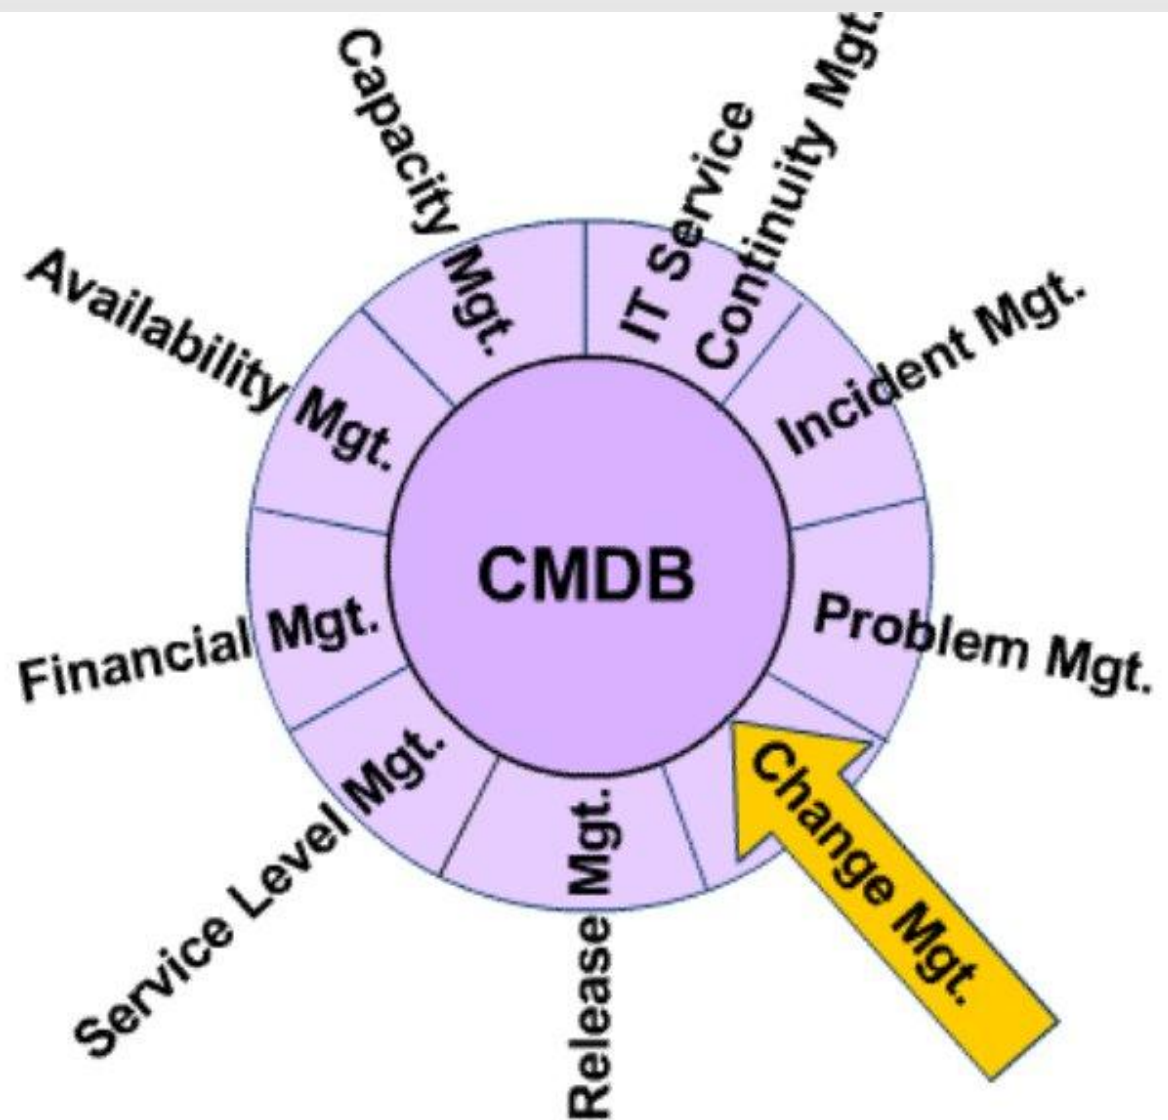 Capacity Mgt.
IT Service
Continuity Mgt.
Availability Mgt.
Incident Mgt.
CMDB
Financial Mgt.
Problem Mgt.
Service Level Mgt.
Release Mgt.
Change Mgt.